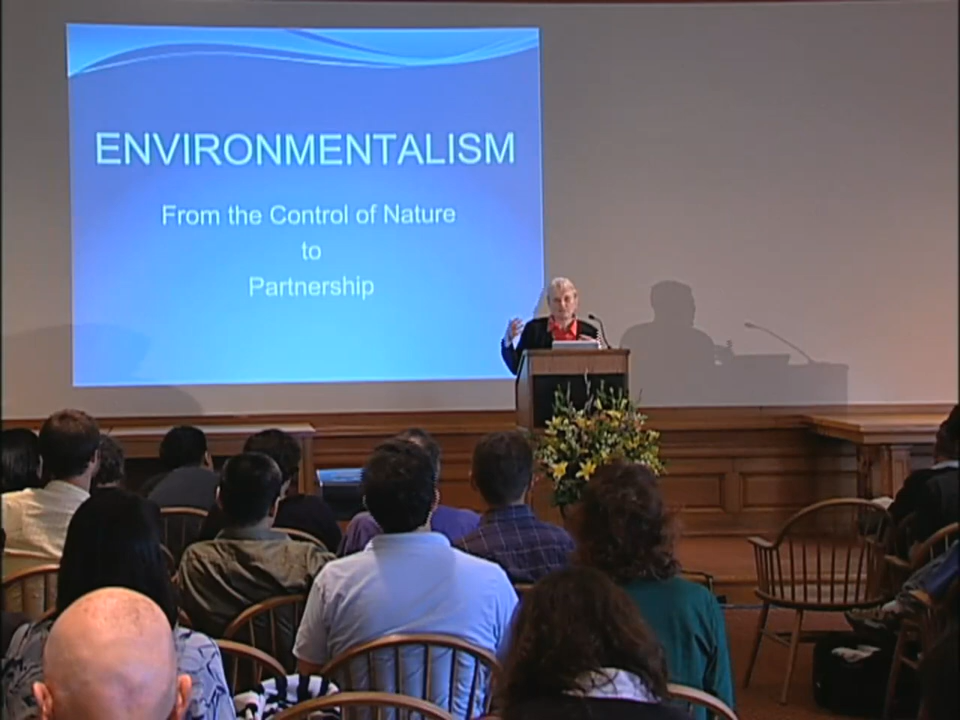 ENVIRONMENTALISM
From the Control of Nature
to
Partnership